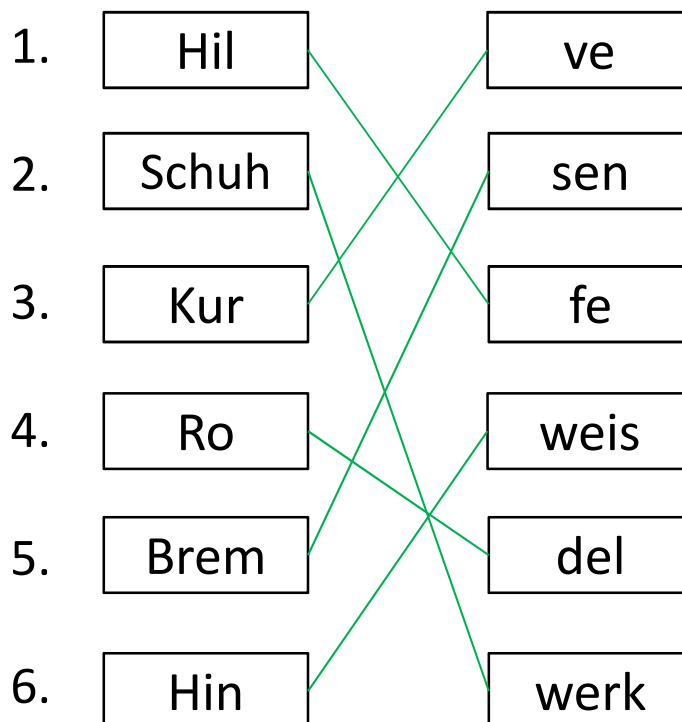 1. Hil ve
2. Schuh sen
3. Kur fe
4. Ro weis
5. Brem del
6. Hin werk